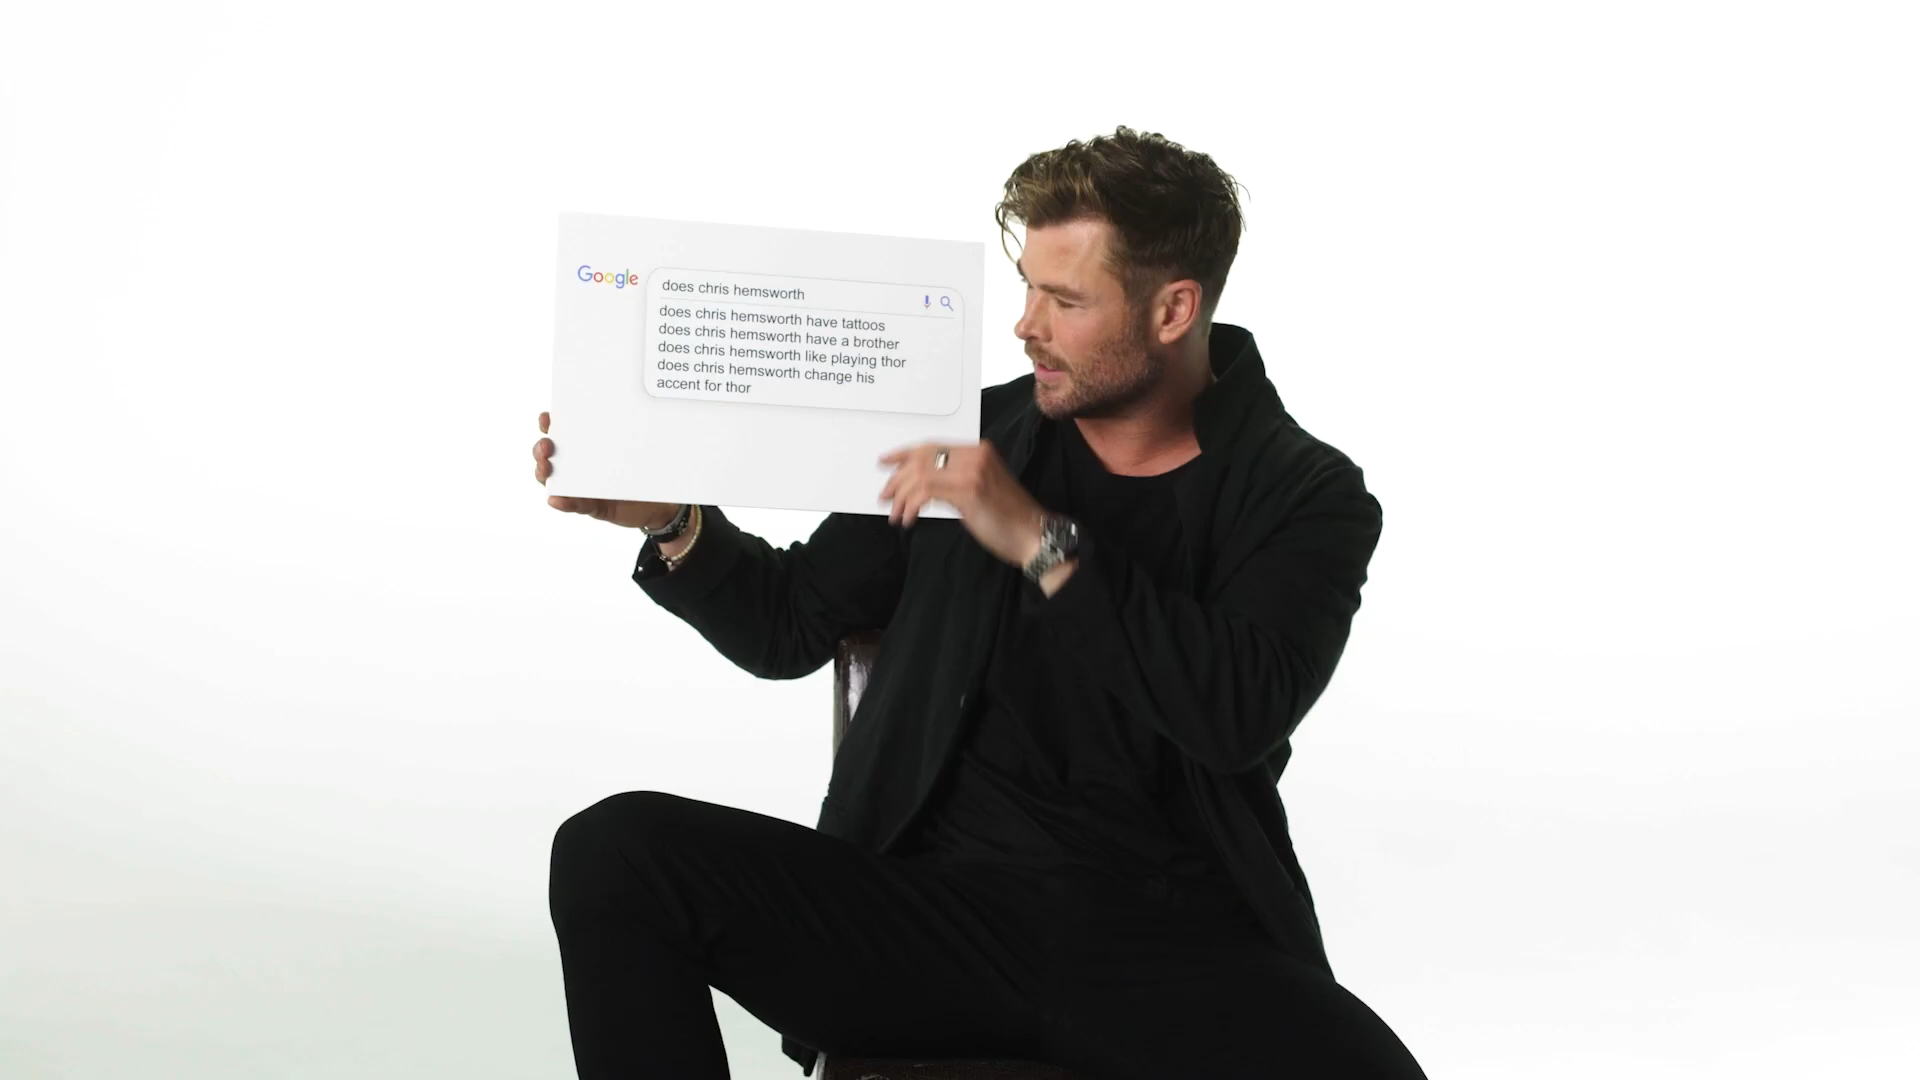 Google
does chris hemsworth
does chris hemsworth have tattoos
does chris hemsworth have a brother
does chris hemsworth like playing thor
does chris hemsworth change his
accent for thor